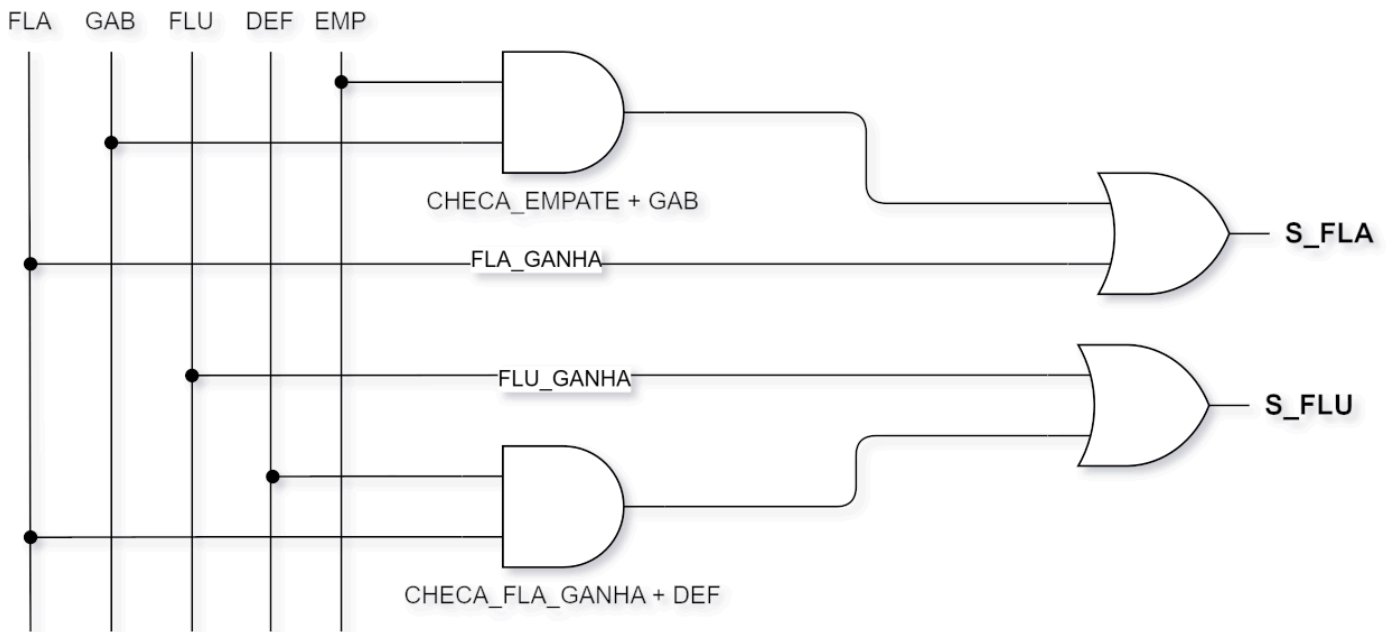 FLA GAB FLU DEF EMP
CHECA_EMPATE + GAB
S_FLA
FLA_GANHA
FLU_GANHA
S_FLU
CHECA_FLA_GANHA + DEF